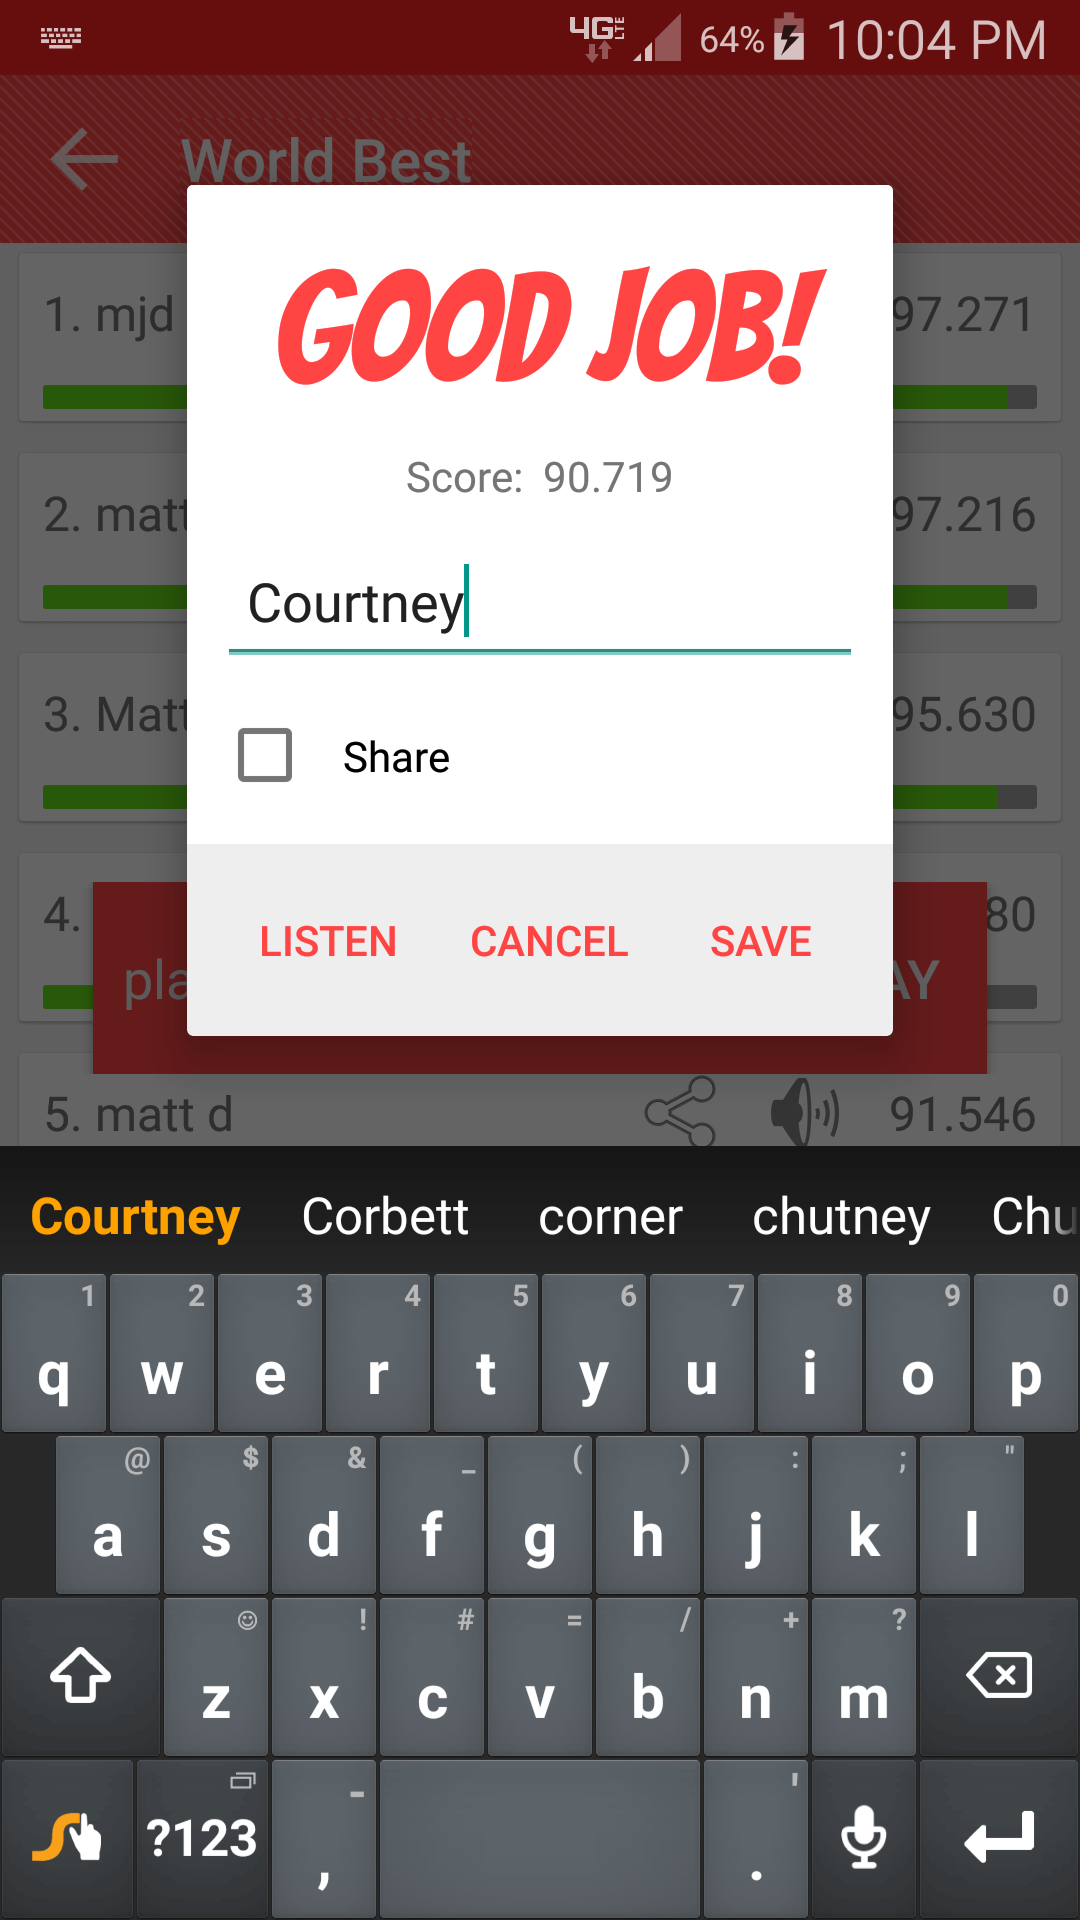 4G LTE 64% 10:04 PM
World Best
GOOD JOB!
1. mjd 97.271
Score: 90.719
2. matt 97.216
Courtney
3. Matt 95.630
Share
4. 80
LISTEN CANCEL SAVE
5. matt d 91.546
Courtney Corbett corner chutney Chu
1 2 3 4 5 6 7 8 9 0
q w e r t y u i o p
@ $ & _ ( ) : ; "
a s d f g h j k l
! # = / + ?
z x c v b n m
- '
?123 , .